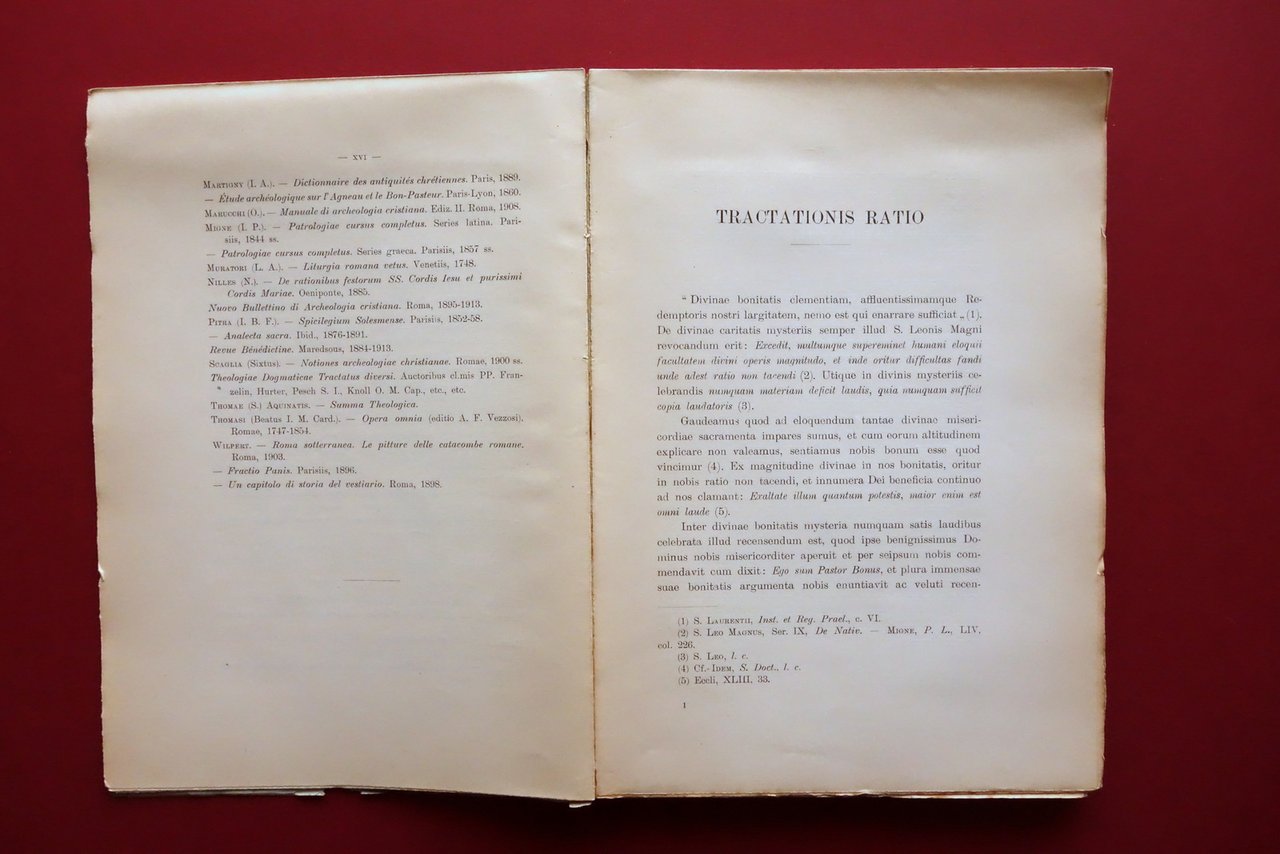 — XVI —
MARTIGNY (I. A.). — Dictionnaire des antiquités chrétiennes. Paris, 1889.
— Étude archéologique sur l'Agneau et le Bon-Pasteur. Paris-Lyon, 1860.
MARUCCHI (O.). — Manuale di archeologia cristiana. Ediz. II. Roma, 1908.
MIGNE (I. P.). — Patrologiae cursus completus. Series latina. Pari-
siis, 1844 ss.
— Patrologiae cursus completus. Series graeca. Parisiis, 1857 ss.
MURATORI (L. A.). — Liturgia romana vetus. Venetiis, 1748.
NILLES (N.). — De rationibus festorum SS. Cordis Iesu et purissimi
Cordis Mariae. Oeniponte, 1885.
Nuovo Bullettino di Archeologia cristiana. Roma, 1895-1913.
PITRA (I. B. F.). — Spicilegium Solesmense. Parisiis, 1852-58.
— Analecta sacra. Ibid., 1876-1891.
Revue Bénédictine. Maredsous, 1884-1913.
SCAGLIA (Sixtus). — Notiones archeologiae christianae. Romae, 1900 ss.
Theologiae Dogmaticae Tractatus diversi. Auctoribus cl.mis PP. Fran-
zelin, Hurter, Pesch S. I., Knoll O. M. Cap., etc., etc.
THOMAE (S.) AQUINATIS. — Summa Theologica.
THOMASI (Beatus I. M. Card.). — Opera omnia (editio A. F. Vezzosi).
Romae, 1747-1854.
WILPERT. — Roma sotterranea. Le pitture delle catacombe romane.
Roma, 1903.
— Fractio Panis. Parisiis, 1896.
— Un capitolo di storia del vestiario. Roma, 1898.
TRACTATIONIS RATIO
“ Divinae bonitatis clementiam, affluentissimamque Re-
demptoris nostri largitatem, nemo est qui enarrare sufficiat „ (1).
De divinae caritatis mysteriis semper illud S. Leonis Magni
revocandum erit: Excedit, multumque supereminet humani eloquii
facultatem divini operis magnitudo, et inde oritur difficultas fandi
unde adest ratio non tacendi (2). Utique in divinis mysteriis ce-
lebrandis numquam materiam deficit laudis, quia numquam sufficit
copia laudatoris (3).
Gaudeamus quod ad eloquendum tantae divinae miseri-
cordiae sacramenta impares sumus, et cum eorum altitudinem
explicare non valeamus, sentiamus nobis bonum esse quod
vincimur (4). Ex magnitudine divinae in nos bonitatis, oritur
in nobis ratio non tacendi, et innumera Dei beneficia continuo
ad nos clamant: Exaltate illum quantum potestis, maior enim est
omni laude (5).
Inter divinae bonitatis mysteria numquam satis laudibus
celebrata illud recensendum est, quod ipse benignissimus Do-
minus nobis misericorditer aperuit et per seipsum nobis com-
mendavit cum dixit: Ego sum Pastor Bonus, et plura immensae
suae bonitatis argumenta nobis enuntiavit ac veluti recen-
(1) S. LAURENTII, Inst. et Reg. Prael., c. VI.
(2) S. LEO MAGNUS, Ser. IX, De Nativ. — MIGNE, P. L., LIV,
col. 226.
(3) S. LEO, l. c.
(4) Cf. IDEM, S. Doct., l. c.
(5) Eccli, XLIII, 33.
1